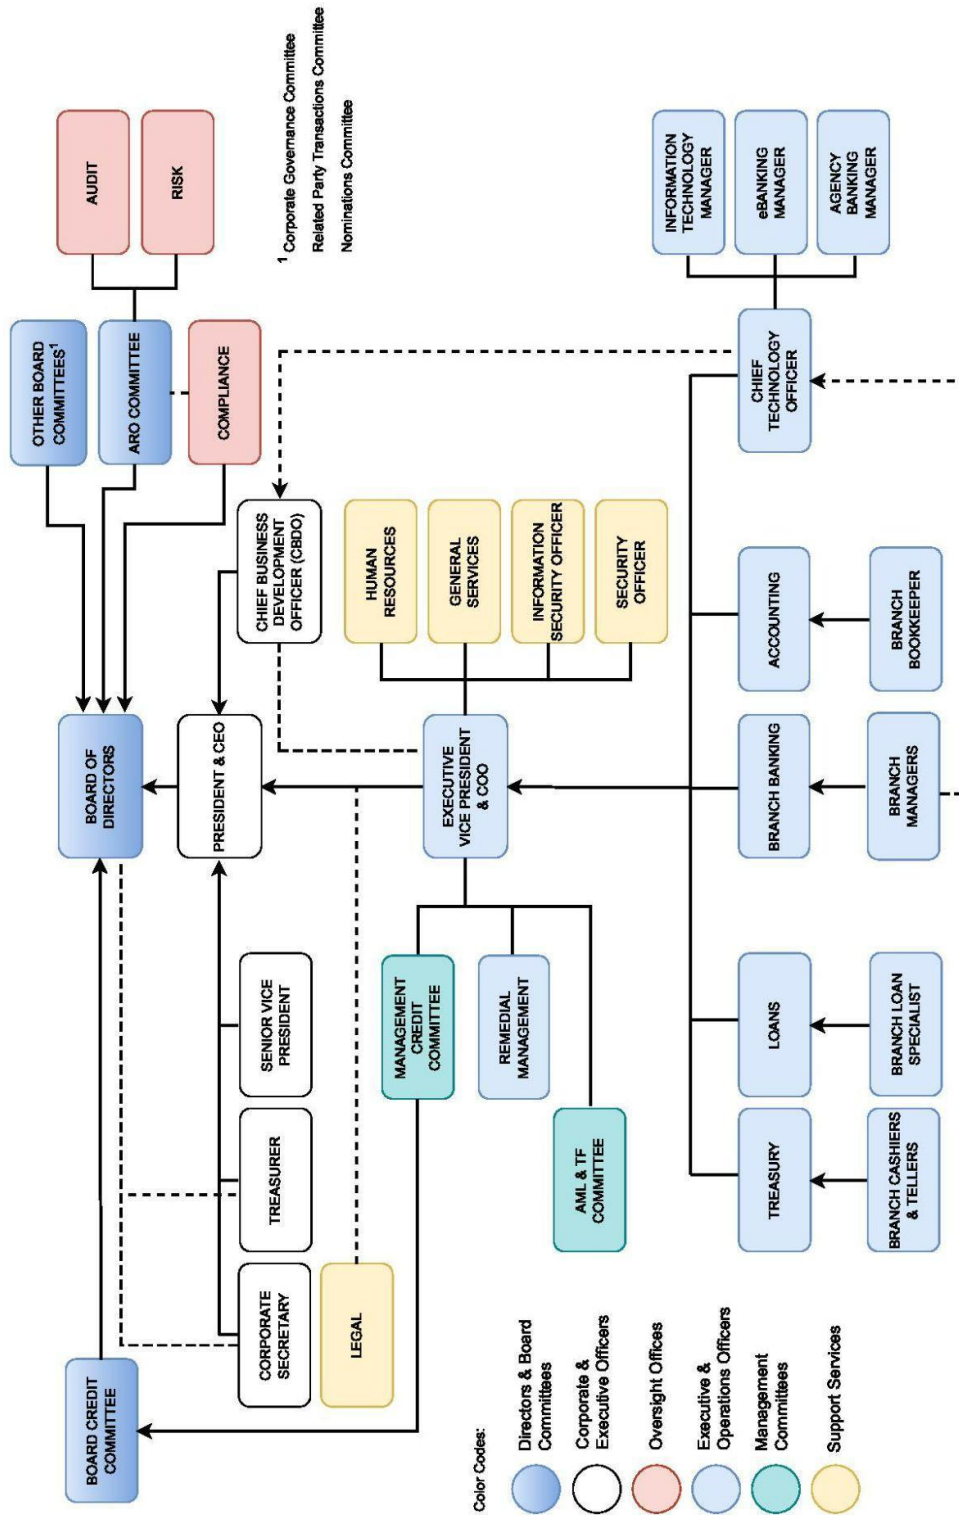 BOARD CREDIT
COMMITTEE
BOARD OF
DIRECTORS
OTHER BOARD
COMMITTEES¹
ARO COMMITTEE
COMPLIANCE
AUDIT
RISK
¹ Corporate Governance Committee
Related Party Transactions Committee
Nominations Committee
PRESIDENT & CEO
CORPORATE
SECRETARY
TREASURER
SENIOR VICE
PRESIDENT
CHIEF BUSINESS
DEVELOPMENT
OFFICER (CBDO)
LEGAL
MANAGEMENT
CREDIT
COMMITTEE
REMEDIAL
MANAGEMENT
AML & TF
COMMITTEE
EXECUTIVE
VICE PRESIDENT
& COO
HUMAN
RESOURCES
GENERAL
SERVICES
INFORMATION
SECURITY OFFICER
SECURITY
OFFICER
TREASURY
LOANS
BRANCH BANKING
ACCOUNTING
CHIEF
TECHNOLOGY
OFFICER
INFORMATION
TECHNOLOGY
MANAGER
eBANKING
MANAGER
AGENCY
BANKING
MANAGER
BRANCH CASHIERS
& TELLERS
BRANCH LOAN
SPECIALIST
BRANCH
MANAGERS
BRANCH
BOOKKEEPER
Color Codes:
Directors & Board
Committees
Corporate &
Executive Officers
Oversight Offices
Executive &
Operations Officers
Management
Committees
Support Services